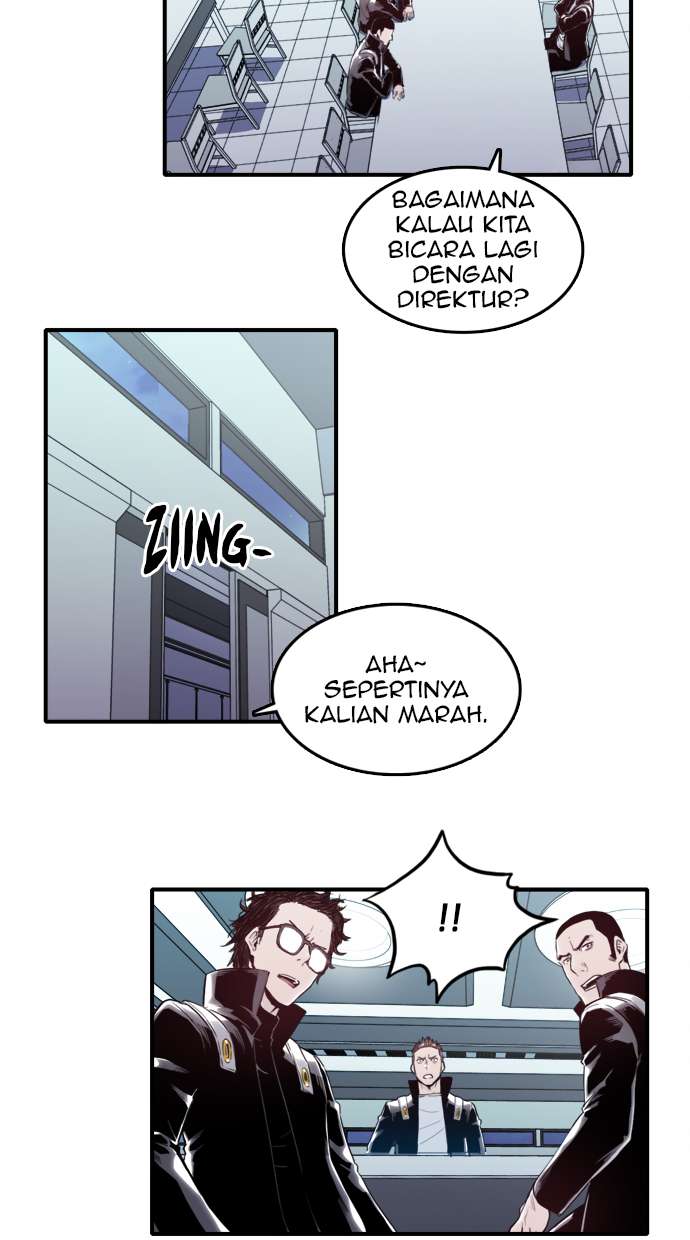 BAGAIMANA
KALAU KITA
BICARA LAGI
DENGAN
DIREKTUR?
ZIING-
AHA~
SEPERTINYA
KALIAN MARAH.
!!